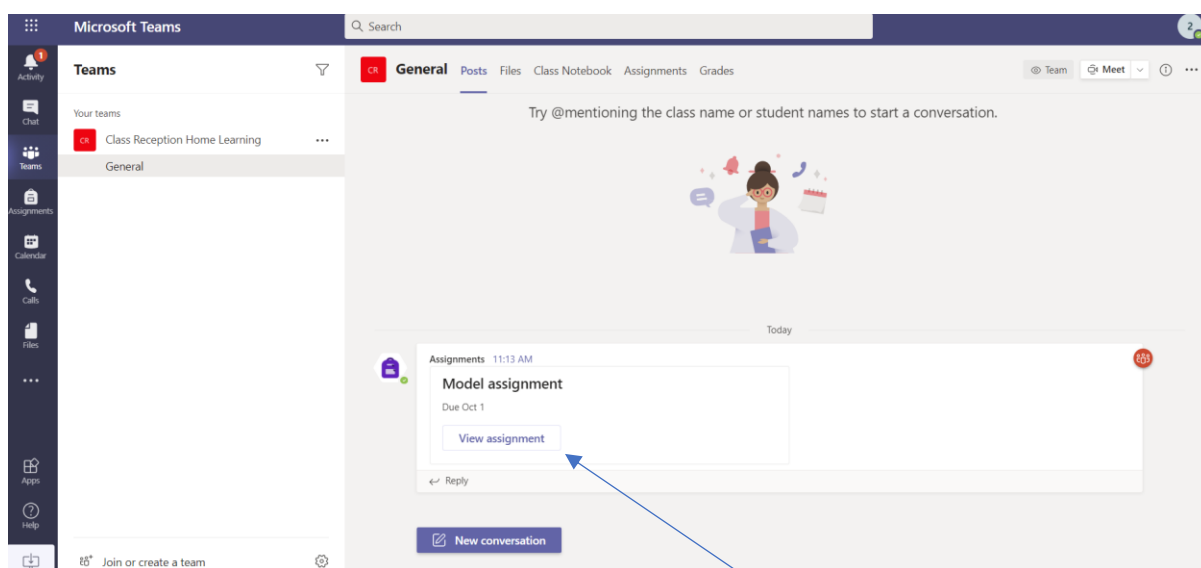 Microsoft Teams
Search
2
1
Activity
Chat
Teams
Assignments
Calendar
Calls
Files
Apps
Help
Teams
Your teams
CR Class Reception Home Learning
General
Join or create a team
CR General Posts Files Class Notebook Assignments Grades
Team Meet
Try @mentioning the class name or student names to start a conversation.
Today
Assignments 11:13 AM
Model assignment
Due Oct 1
View assignment
Reply
New conversation